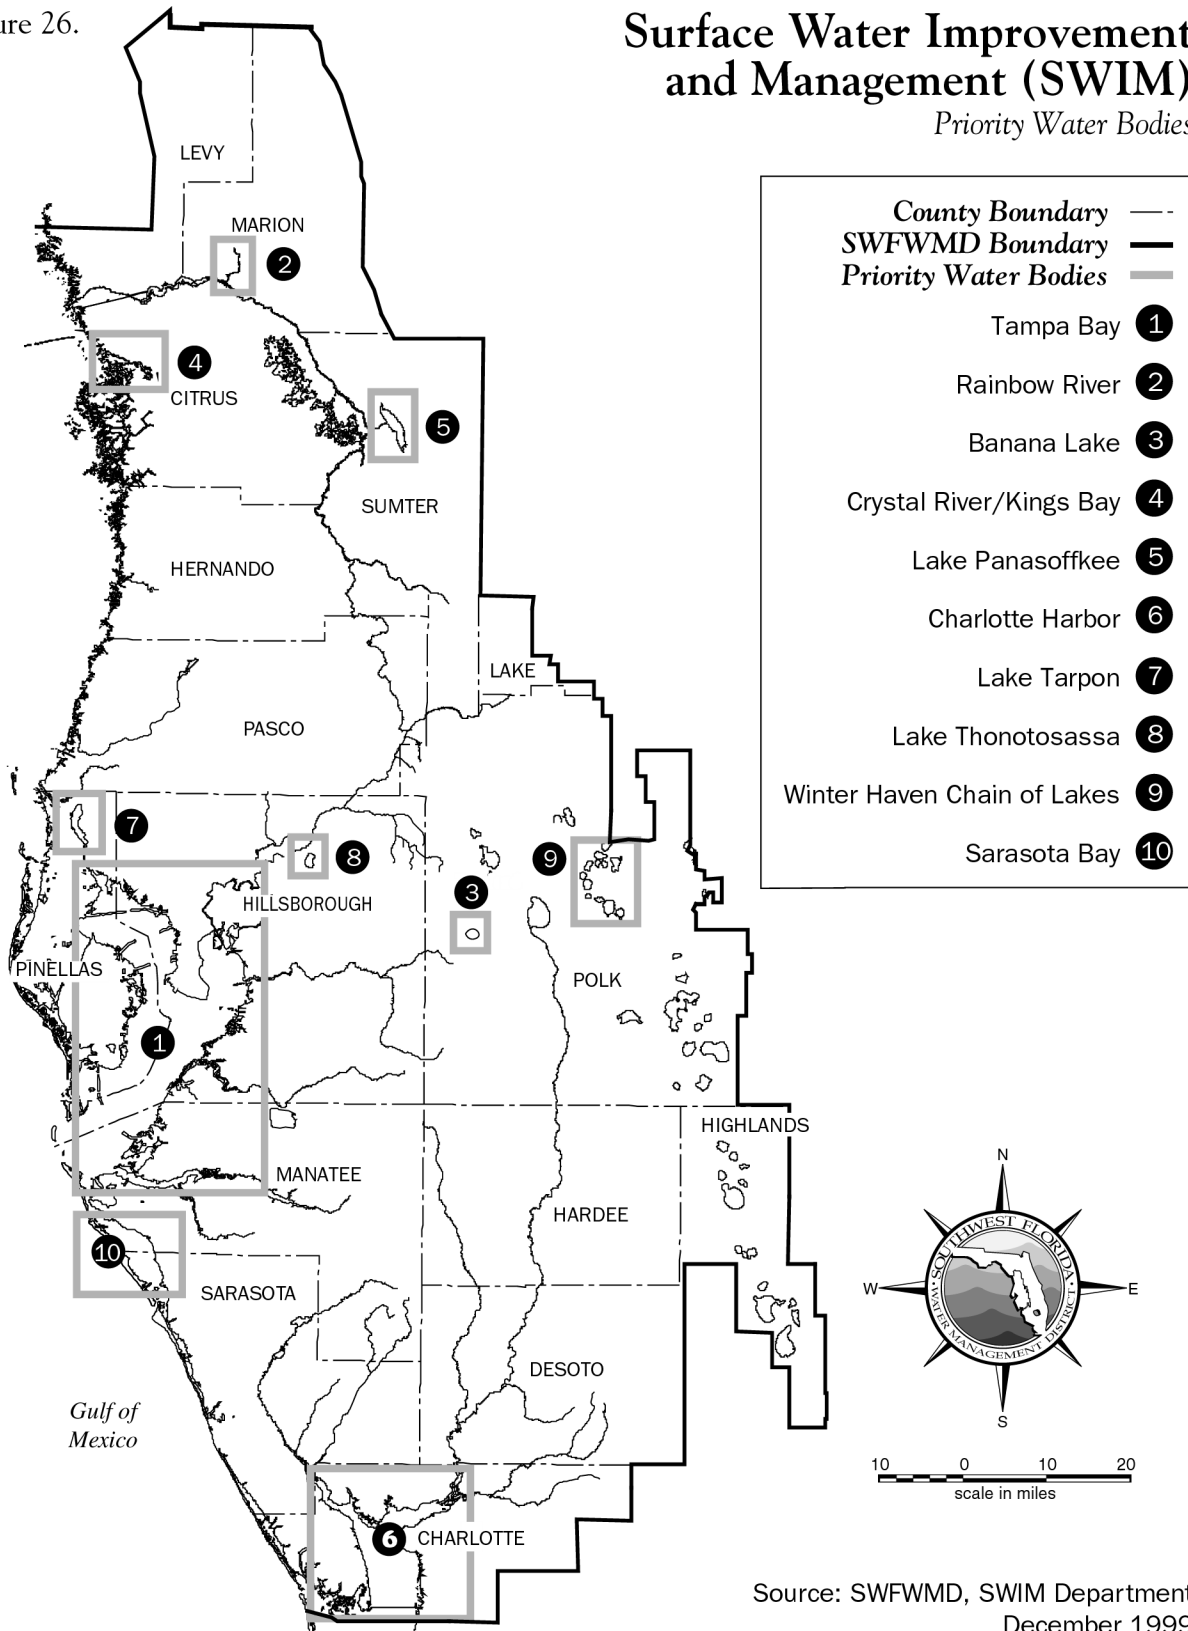 ure 26.
Surface Water Improvement
and Management (SWIM)
Priority Water Bodies
County Boundary
SWFWMD Boundary
Priority Water Bodies
Tampa Bay 1
Rainbow River 2
Banana Lake 3
Crystal River/Kings Bay 4
Lake Panasoffkee 5
Charlotte Harbor 6
Lake Tarpon 7
Lake Thonotosassa 8
Winter Haven Chain of Lakes 9
Sarasota Bay 10
LEVY
MARION
2
4
CITRUS
5
SUMTER
HERNANDO
LAKE
PASCO
7
8
9
3
HILLSBOROUGH
PINELLAS
POLK
1
HIGHLANDS
MANATEE
HARDEE
10
SARASOTA
DESOTO
Gulf of
Mexico
6
CHARLOTTE
N
W
E
S
SOUTHWEST FLORIDA
WATER MANAGEMENT DISTRICT
10 0 10 20
scale in miles
Source: SWFWMD, SWIM Department
December 1999